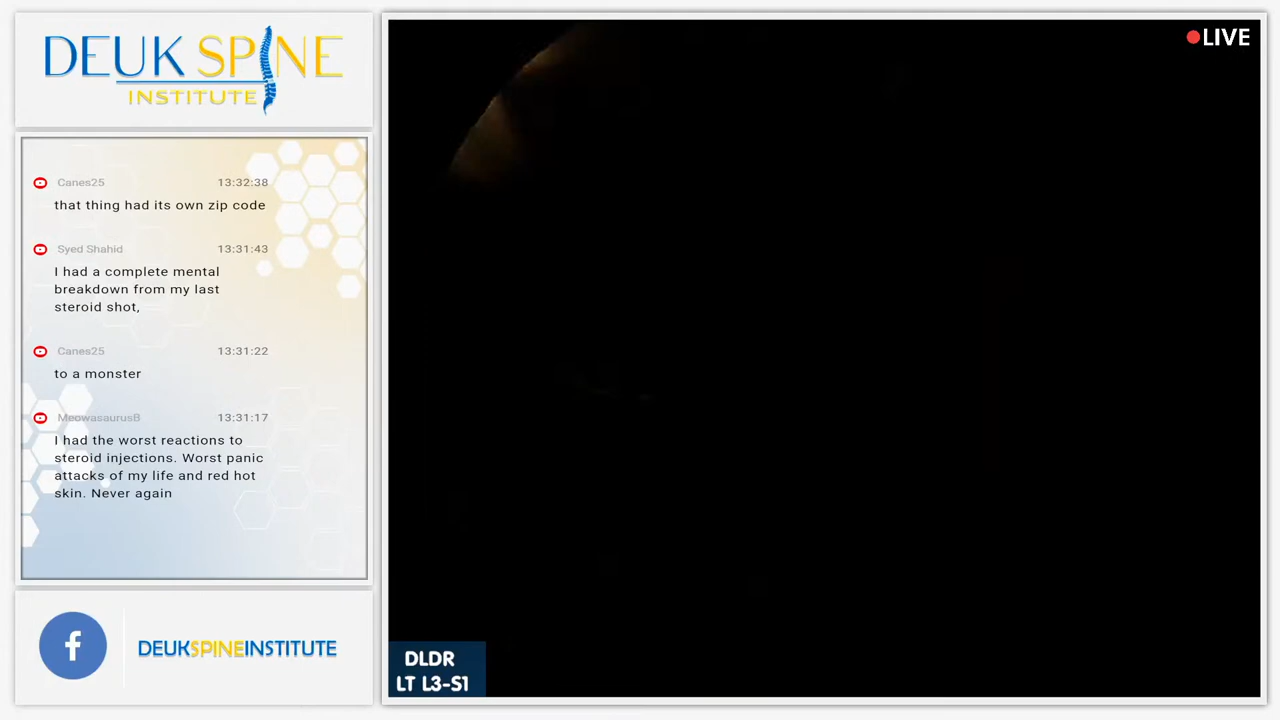 DEUK SPINE
INSTITUTE
Canes25 13:32:38
that thing had its own zip code
Syed Shahid 13:31:43
I had a complete mental
breakdown from my last
steroid shot,
Canes25 13:31:22
to a monster
MeowasaurusB 13:31:17
I had the worst reactions to
steroid injections. Worst panic
attacks of my life and red hot
skin. Never again
f DEUKSPINEINSTITUTE
LIVE
DLDR
LT L3-S1